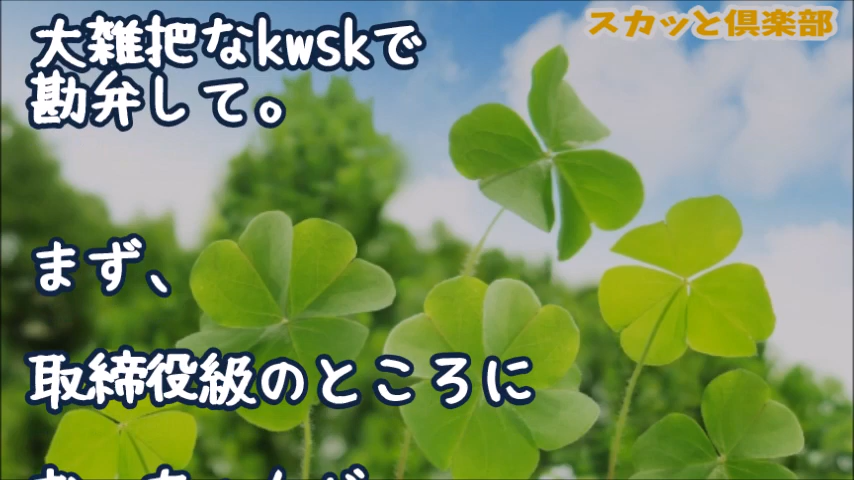 スカッと倶楽部
大雑把なkwskで
勘弁して。
まず、
取締役級のところに